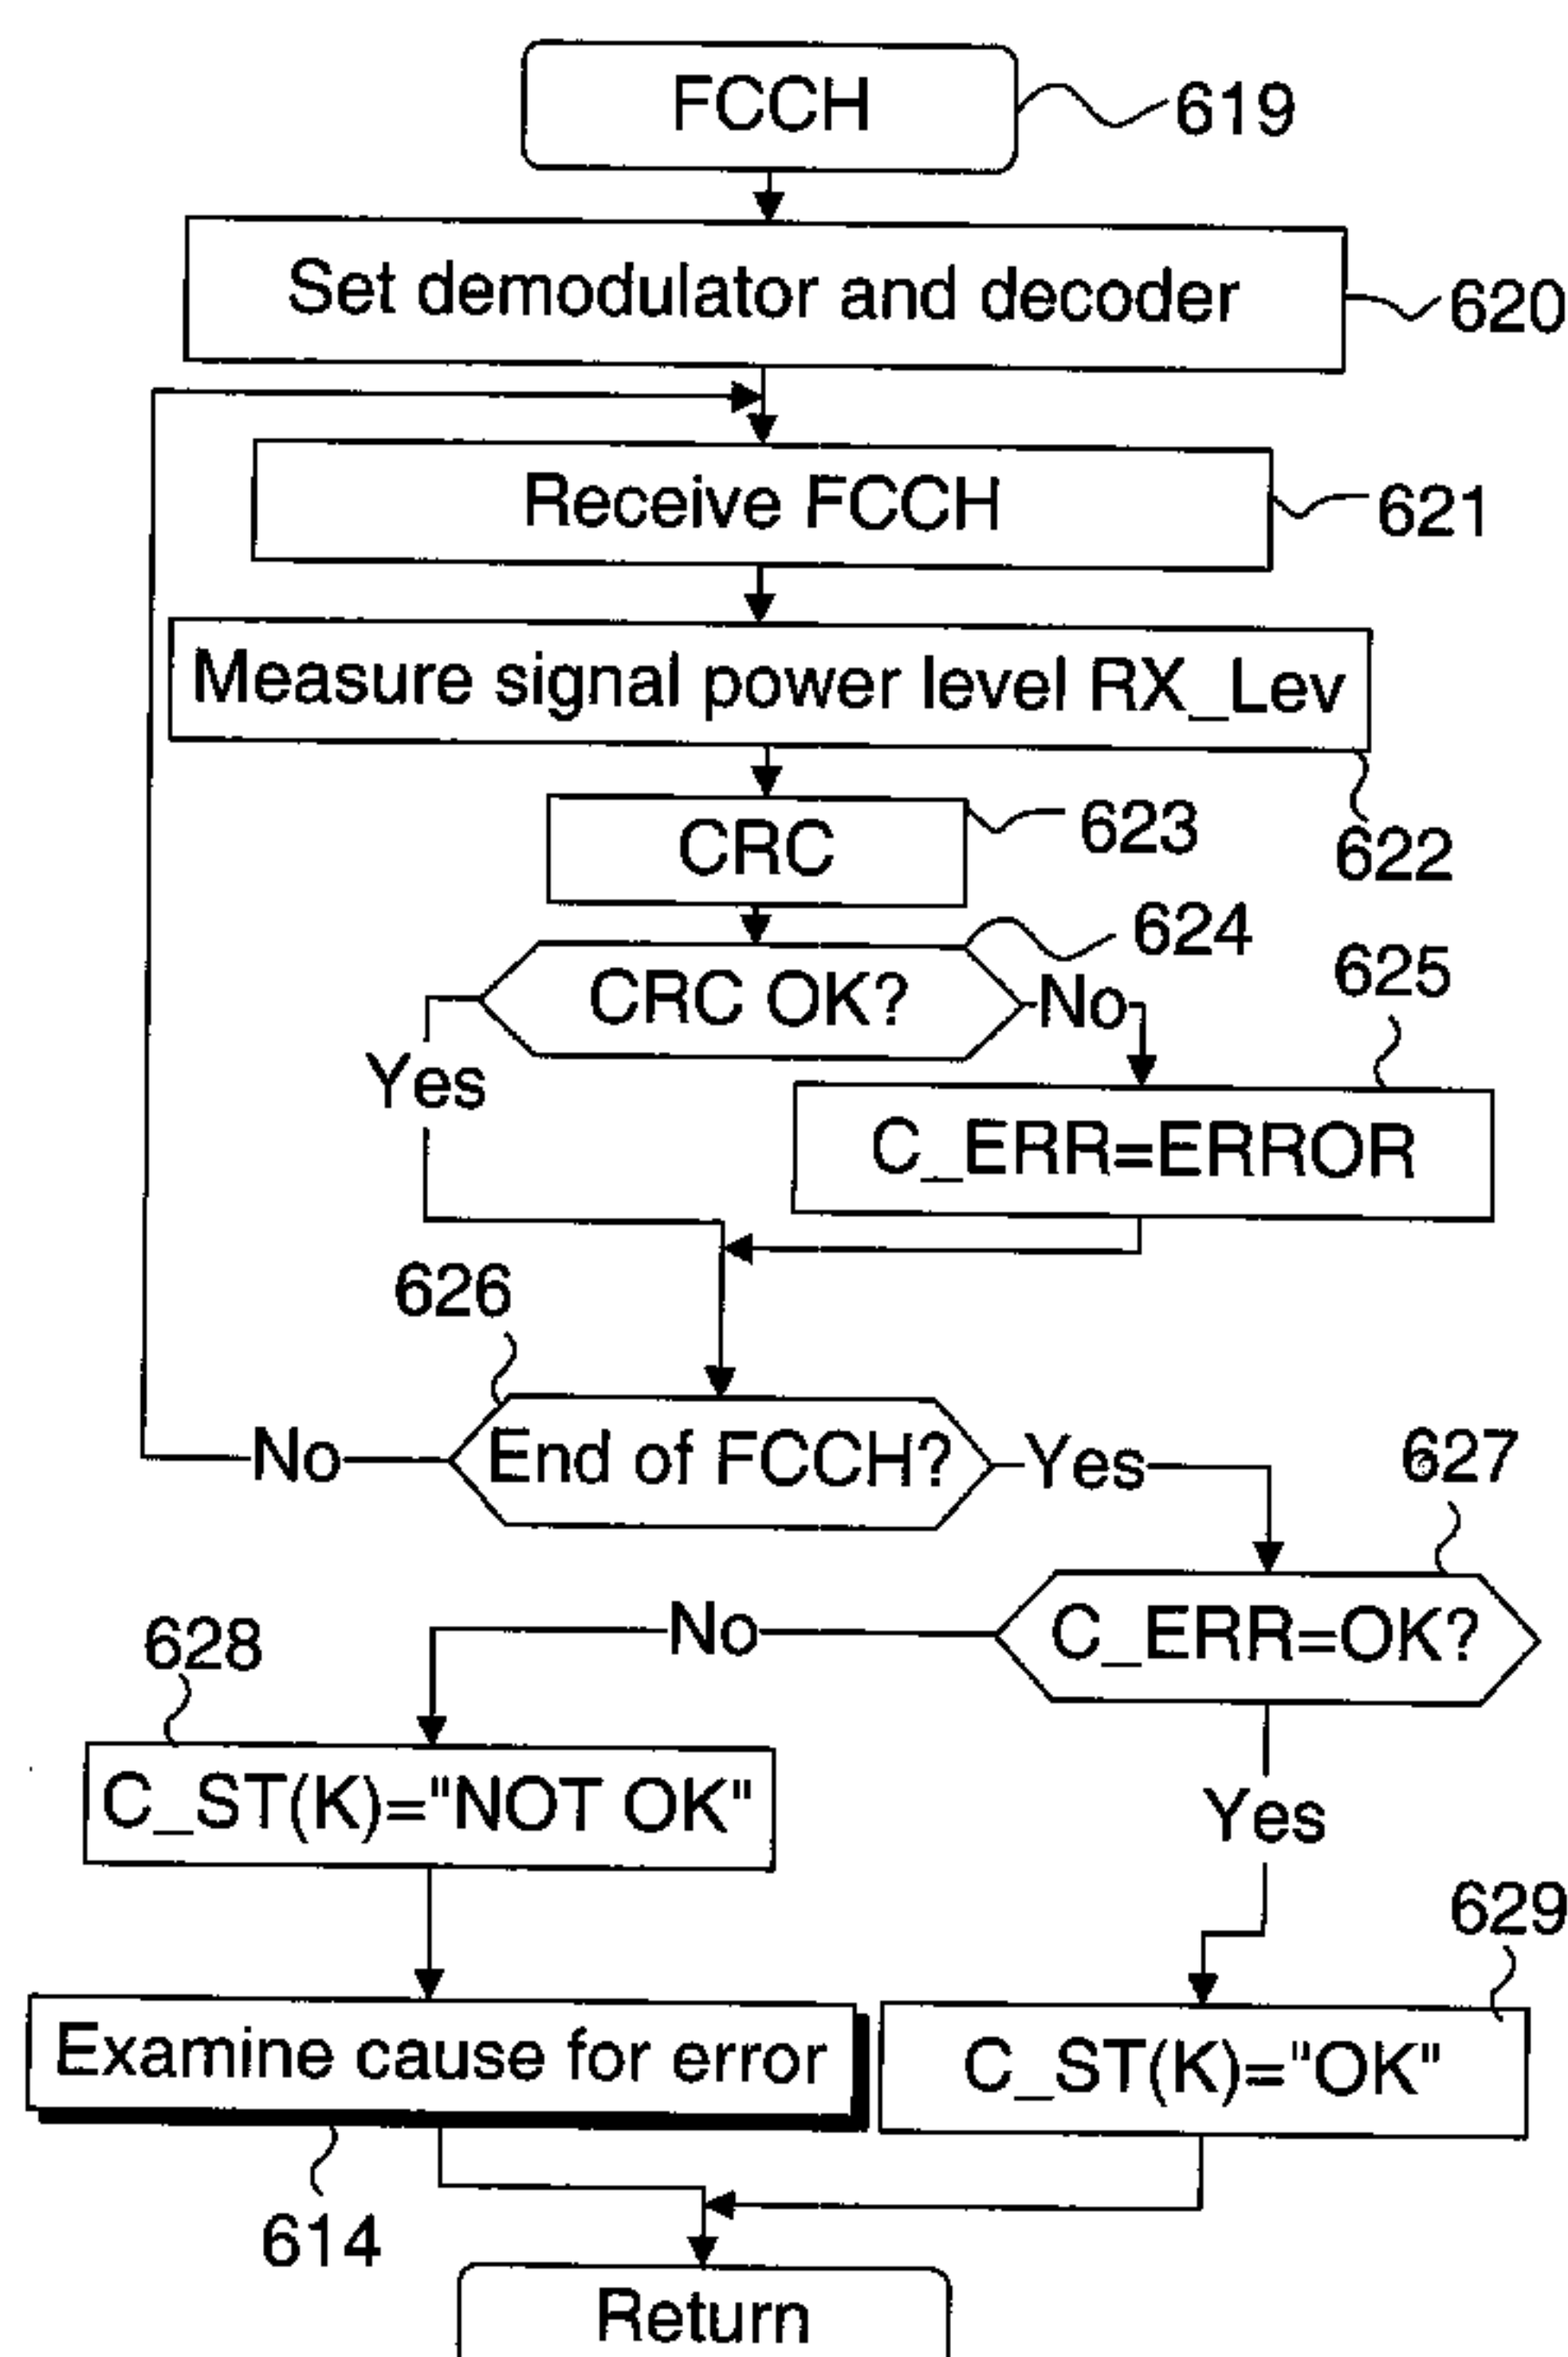 FCCH
619
Set demodulator and decoder
620
Receive FCCH
621
Measure signal power level RX_Lev
622
CRC
623
624
CRC OK?
No
625
Yes
C_ERR=ERROR
626
No
End of FCCH?
Yes
627
628
No
C_ERR=OK?
C_ST(K)="NOT OK"
Yes
629
Examine cause for error
C_ST(K)="OK"
614
Return